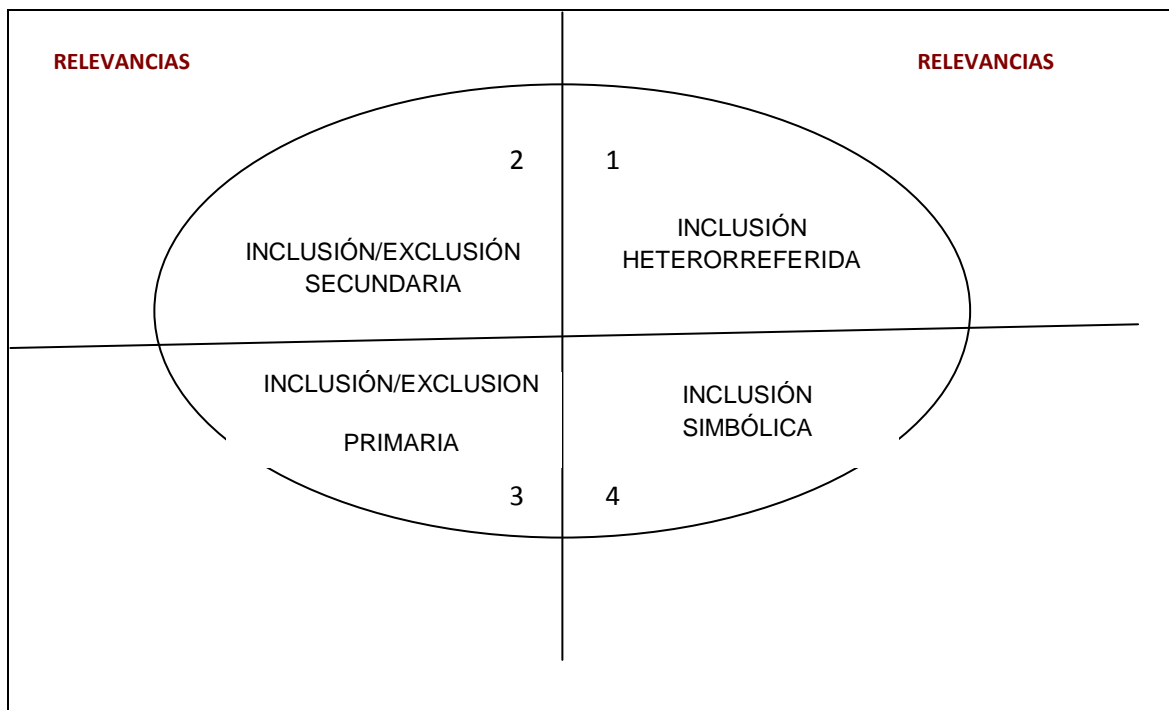 RELEVANCIAS
RELEVANCIAS
2
1
INCLUSIÓN/EXCLUSIÓN
SECUNDARIA
INCLUSIÓN
HETERORREFERIDA
INCLUSIÓN/EXCLUSION
PRIMARIA
INCLUSIÓN
SIMBÓLICA
3
4